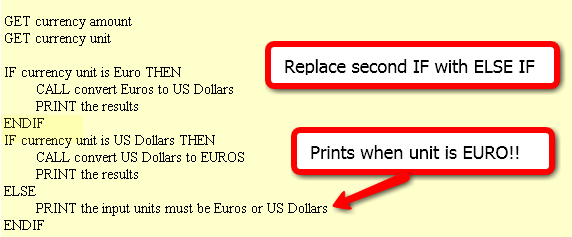 GET currency amount
GET currency unit
IF currency unit is Euro THEN
CALL convert Euros to US Dollars
PRINT the results
ENDIF
IF currency unit is US Dollars THEN
CALL convert US Dollars to EUROS
PRINT the results
ELSE
PRINT the input units must be Euros or US Dollars
ENDIF
Replace second IF with ELSE IF
Prints when unit is EURO!!